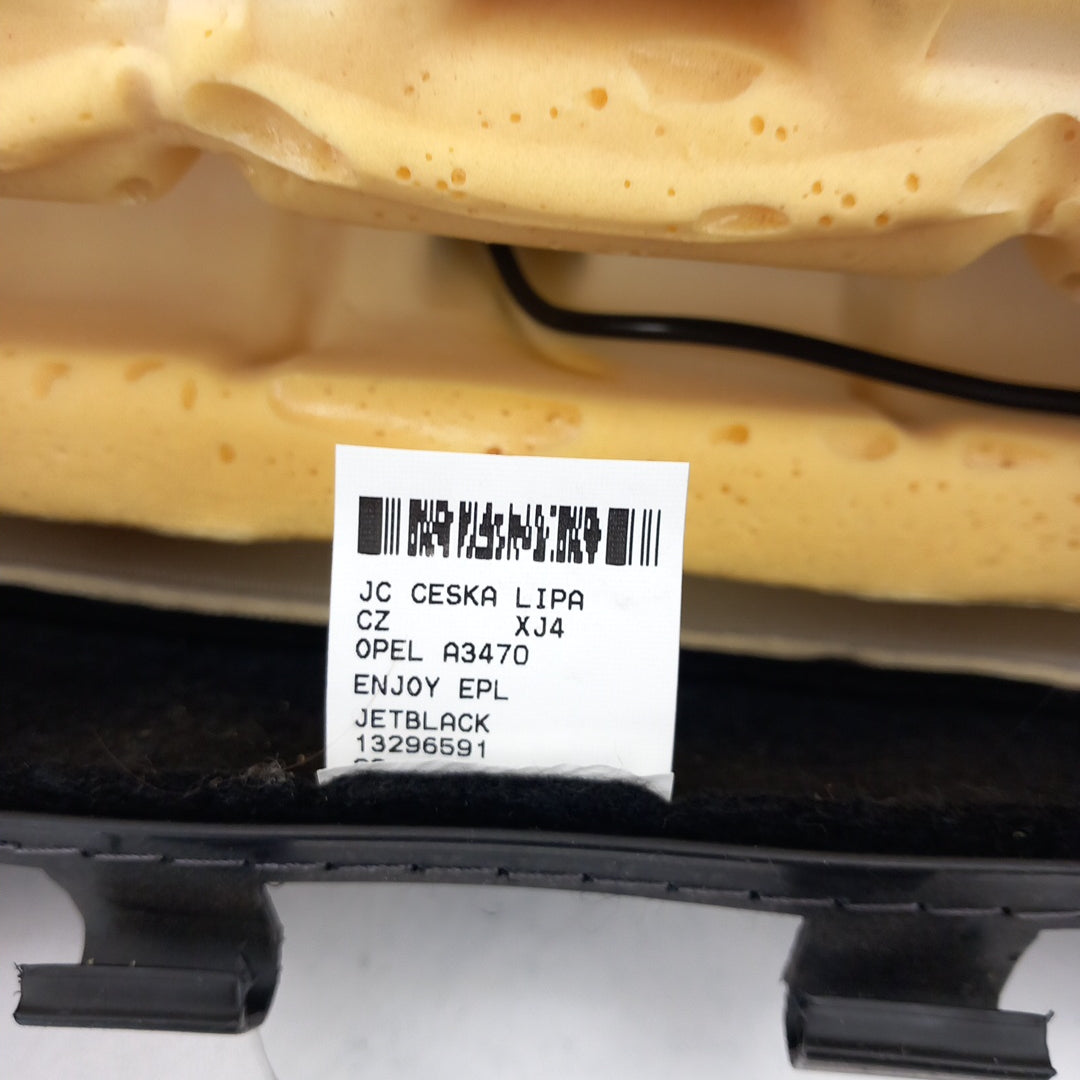 JC CESKA LIPA
CZ XJ4
OPEL A3470
ENJOY EPL
JETBLACK
13296591